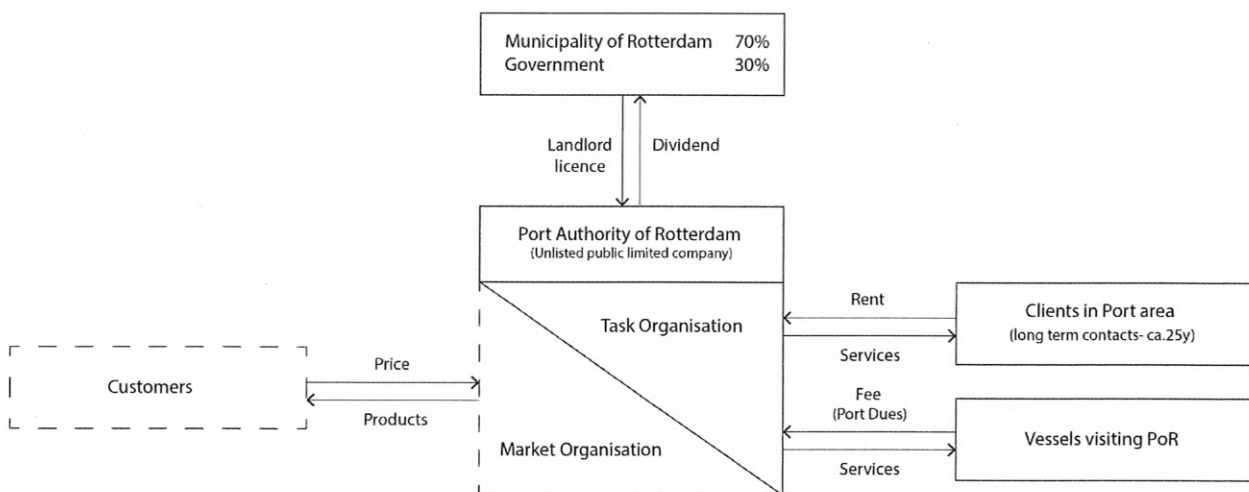 Municipality of Rotterdam 70%
Government 30%
Landlord
licence
Dividend
Port Authority of Rotterdam
(Unlisted public limited company)
Task Organisation
Market Organisation
Rent
Services
Clients in Port area
(long term contacts- ca.25y)
Customers
Price
Products
Fee
(Port Dues)
Services
Vessels visiting PoR